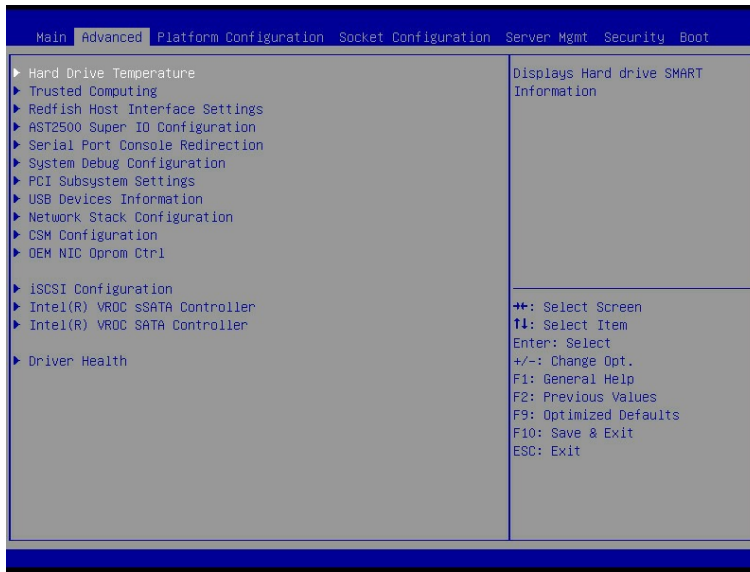 Main Advanced Platform Configuration Socket Configuration Server Mgmt Security Boot
Hard Drive Temperature
Trusted Computing
Redfish Host Interface Settings
AST2500 Super IO Configuration
Serial Port Console Redirection
System Debug Configuration
PCI Subsystem Settings
USB Devices Information
Network Stack Configuration
CSM Configuration
OEM NIC Oprom Ctrl
iSCSI Configuration
Intel(R) VROC sSATA Controller
Intel(R) VROC SATA Controller
Driver Health
Displays Hard drive SMART
Information
→←: Select Screen
↑↓: Select Item
Enter: Select
+/-: Change Opt.
F1: General Help
F2: Previous Values
F9: Optimized Defaults
F10: Save & Exit
ESC: Exit